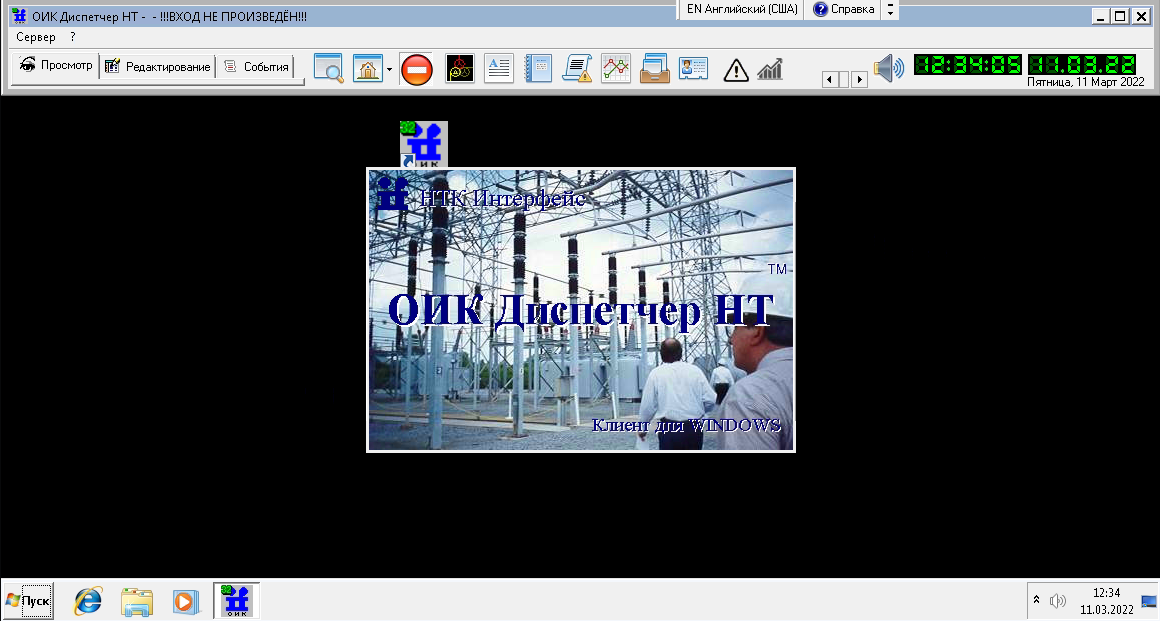 ОИК Диспетчер НТ - - !!!ВХОД НЕ ПРОИЗВЕДЁН!!!
EN Английский (США)
Справка
Сервер ?
Просмотр
Редактирование
События
12:34:05
11.03.22
Пятница, 11 Март 2022
32
ОИК
НТК Интерфейс
TM
ОИК Диспетчер НТ
Клиент для WINDOWS
Пуск
32
ОИК
12:34
11.03.2022